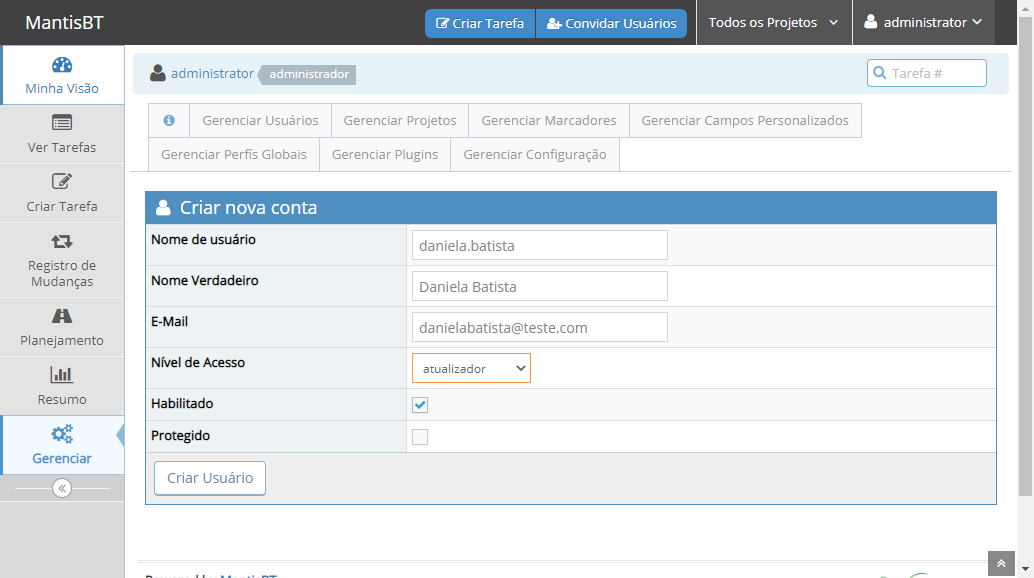 MantisBT
Criar Tarefa
Convidar Usuários
Todos os Projetos
administrator
Minha Visão
Ver Tarefas
Criar Tarefa
Registro de
Mudanças
Planejamento
Resumo
Gerenciar
administrator administrador
Tarefa #
Gerenciar Usuários
Gerenciar Projetos
Gerenciar Marcadores
Gerenciar Campos Personalizados
Gerenciar Perfís Globais
Gerenciar Plugins
Gerenciar Configuração
Criar nova conta
Nome de usuário daniela.batista
Nome Verdadeiro Daniela Batista
E-Mail danielabatista@teste.com
Nível de Acesso atualizador
Habilitado
Protegido
Criar Usuário
Powered by MantisBT